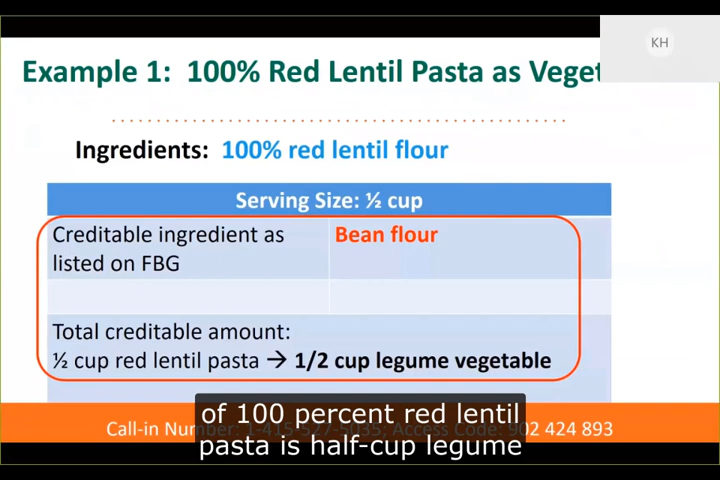 KH
Example 1: 100% Red Lentil Pasta as Veget
Ingredients: 100% red lentil flour
Serving Size: ½ cup
Creditable ingredient as
listed on FBG
Bean flour
Total creditable amount:
½ cup red lentil pasta → 1/2 cup legume vegetable
of 100 percent red lentil
pasta is half-cup legume
Call-in Number: 1-415-527-5035; Access Code: 902 424 893